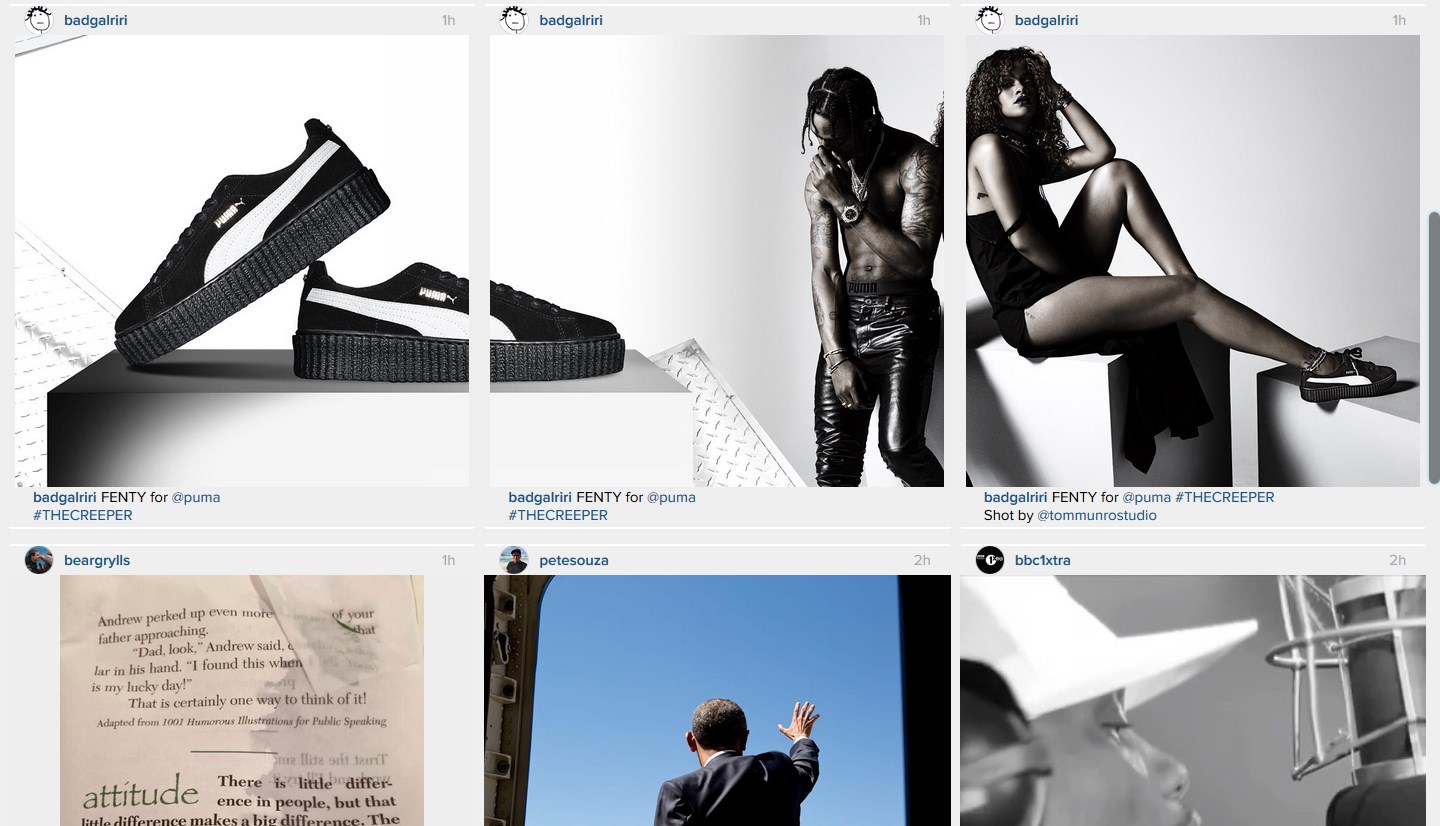 badgalriri 1h
badgalriri 1h
badgalriri 1h
PUMA
PUMA
PUMA
badgalriri FENTY for @puma
#THECREEPER
badgalriri FENTY for @puma
#THECREEPER
badgalriri FENTY for @puma #THECREEPER
Shot by @tommunrostudio
beargrylls 1h
petesouza 2h
bbc1xtra 2h
Andrew perked up even more of your
father approaching. that
“Dad, look,” Andrew said,
lar in his hand. “I found this when
is my lucky day!”
That is certainly one way to think of it!
Adapted from 1001 Humorous Illustrations for Public Speaking
attitude
There is little differ-
ence in people, but that
little difference makes a big difference. The